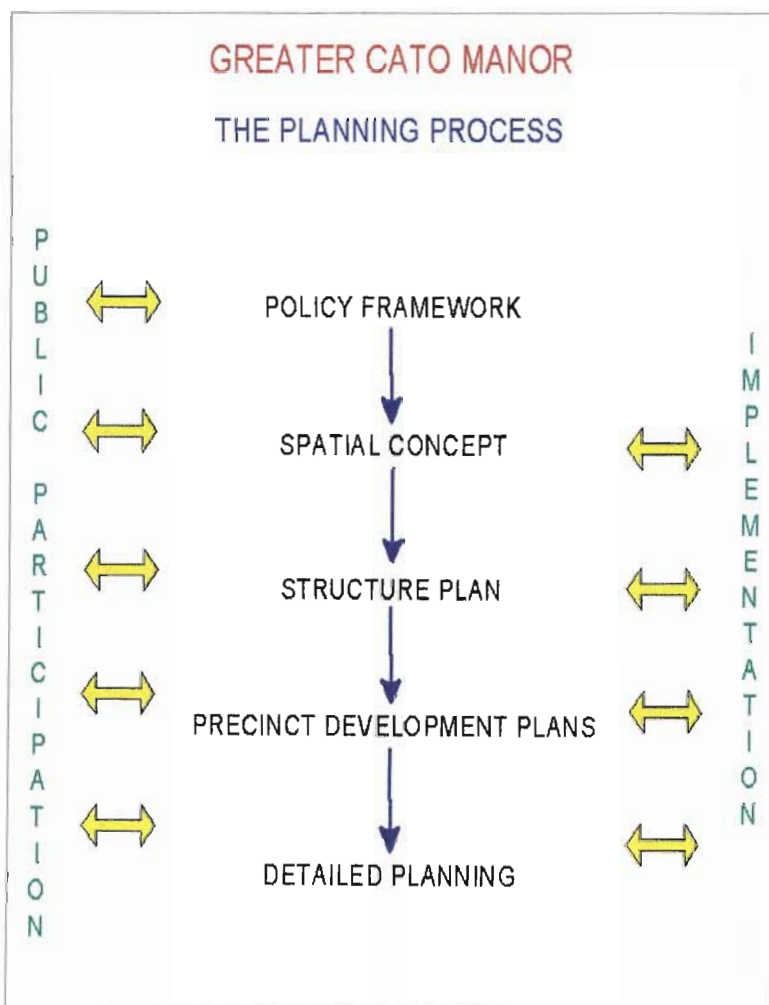 GREATER CATO MANOR
THE PLANNING PROCESS
PUBLIC PARTICIPATION
POLICY FRAMEWORK
SPATIAL CONCEPT
STRUCTURE PLAN
PRECINCT DEVELOPMENT PLANS
DETAILED PLANNING
IMPLEMENTATION